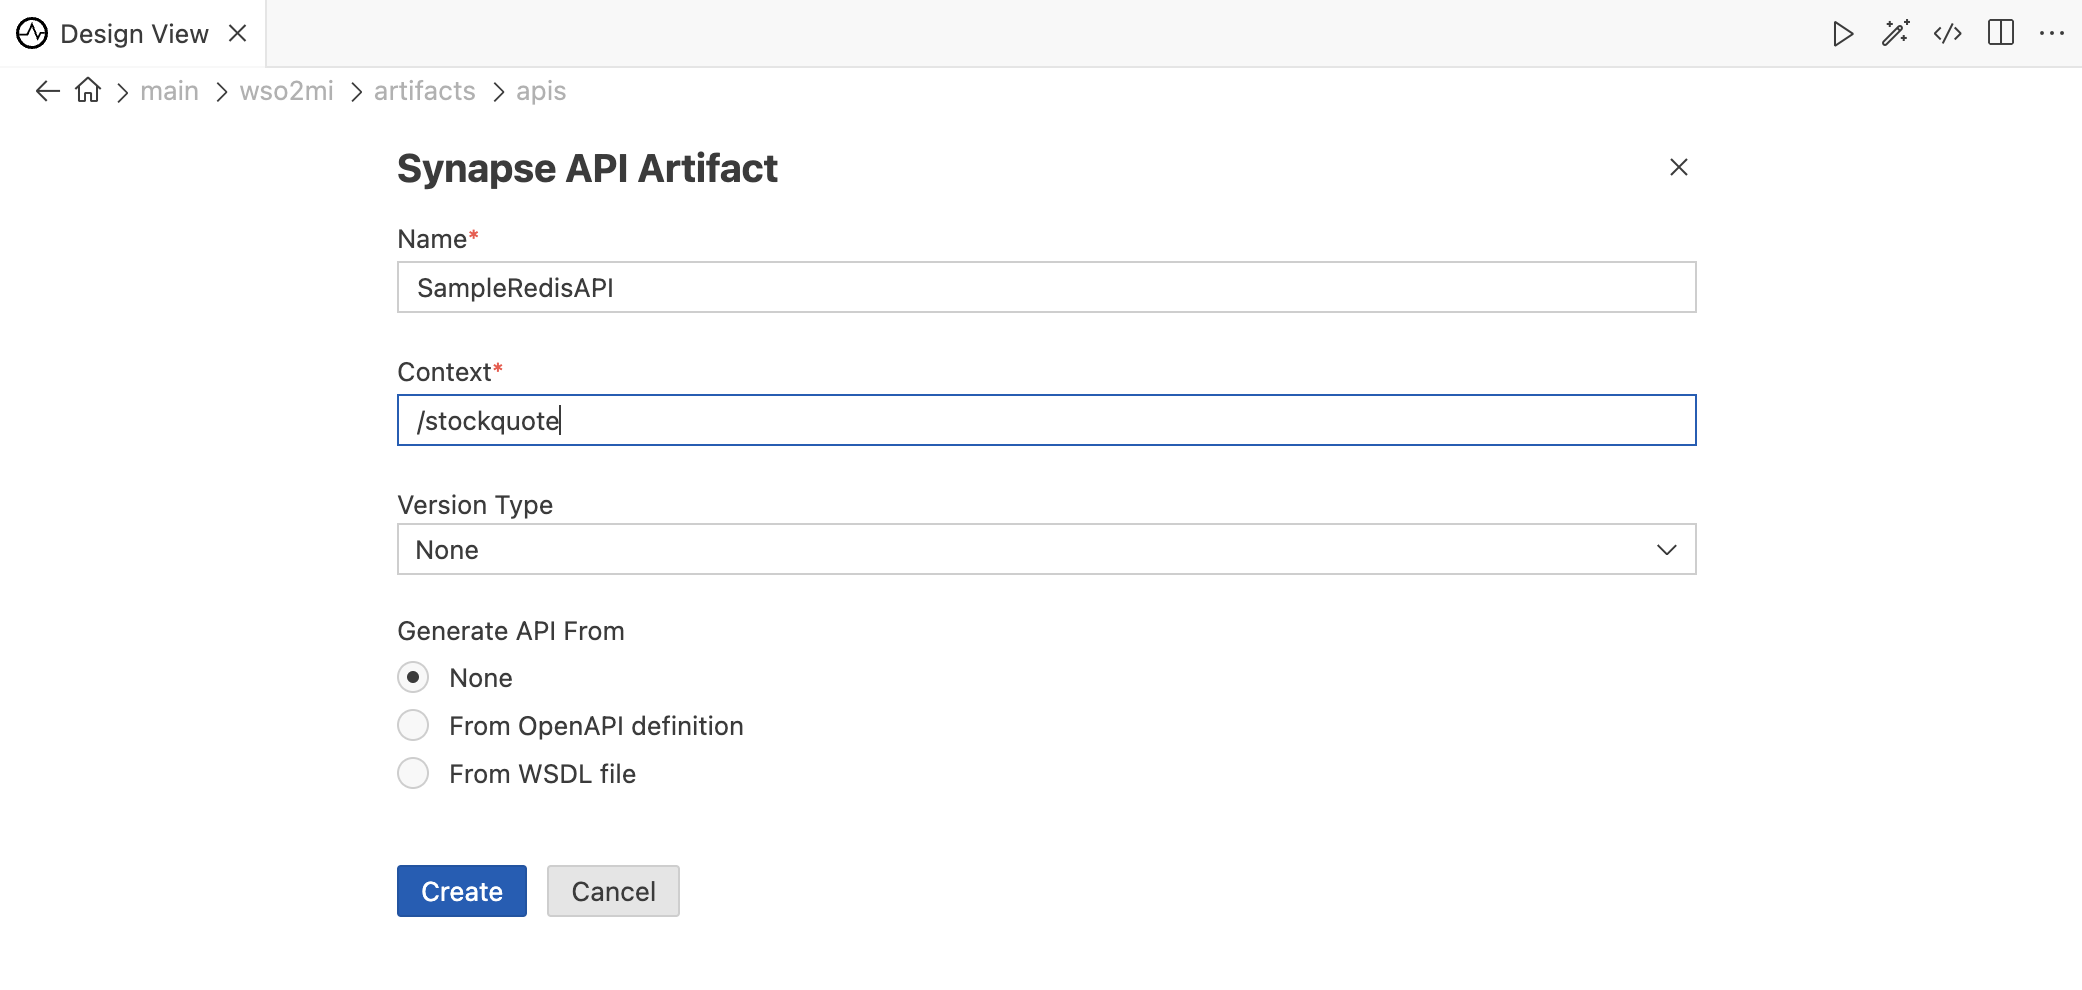 Design View
main > wso2mi > artifacts > apis
Synapse API Artifact
Name*
SampleRedisAPI
Context*
/stockquote
Version Type
None
Generate API From
None
From OpenAPI definition
From WSDL file
Create Cancel